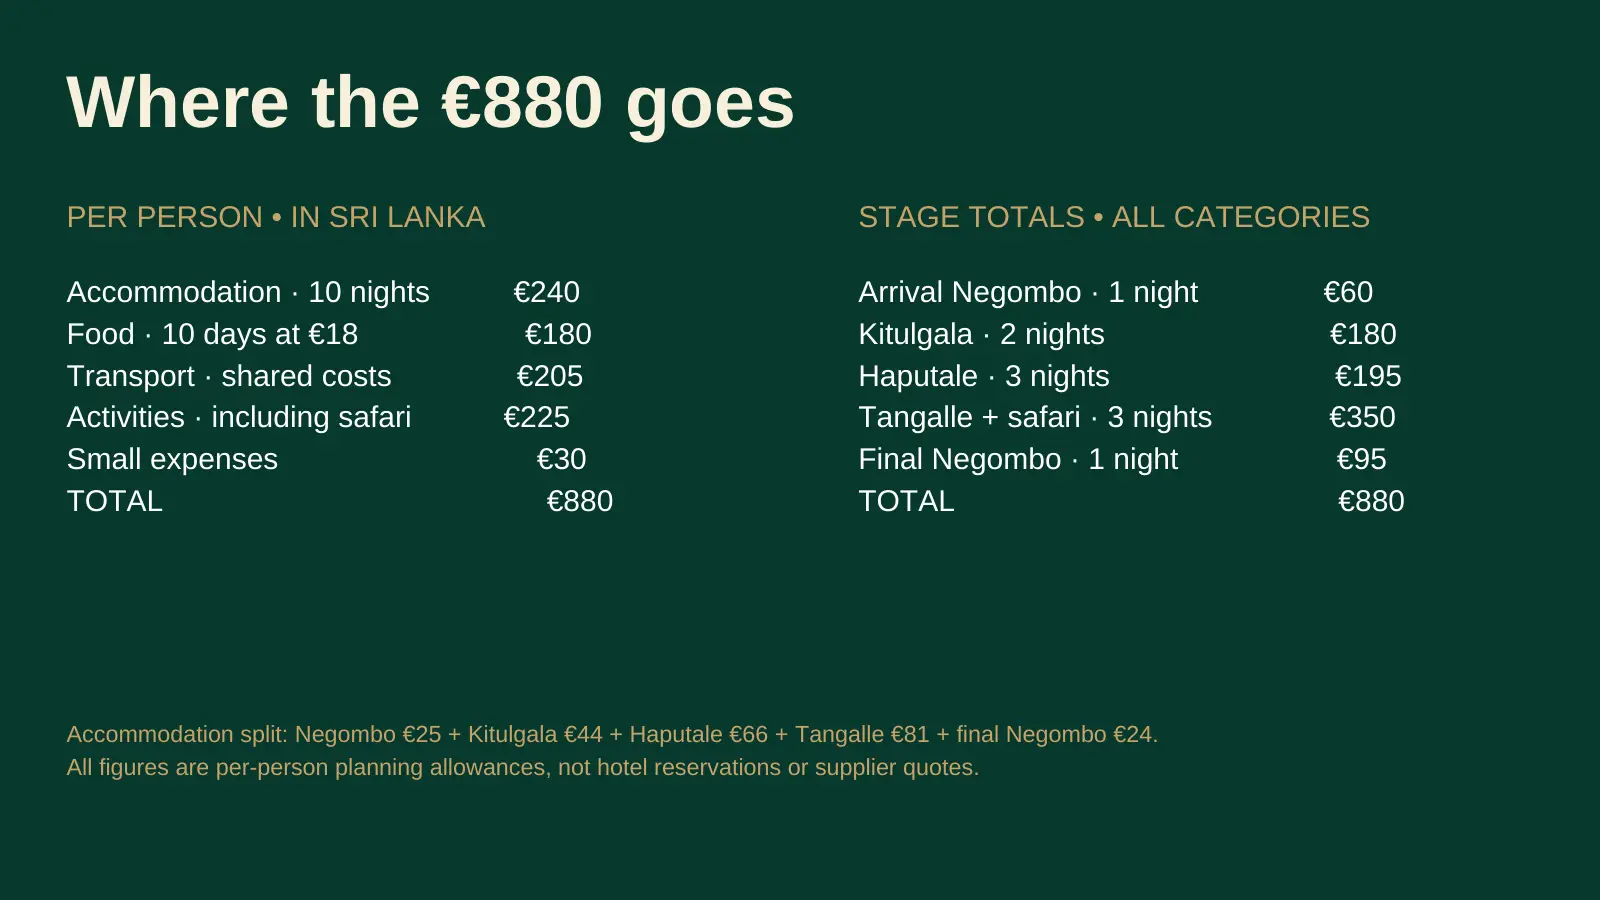 Where the €880 goes
PER PERSON • IN SRI LANKA
Accommodation · 10 nights €240
Food · 10 days at €18 €180
Transport · shared costs €205
Activities · including safari €225
Small expenses €30
TOTAL €880
STAGE TOTALS • ALL CATEGORIES
Arrival Negombo · 1 night €60
Kitulgala · 2 nights €180
Haputale · 3 nights €195
Tangalle + safari · 3 nights €350
Final Negombo · 1 night €95
TOTAL €880
Accommodation split: Negombo €25 + Kitulgala €44 + Haputale €66 + Tangalle €81 + final Negombo €24.
All figures are per-person planning allowances, not hotel reservations or supplier quotes.